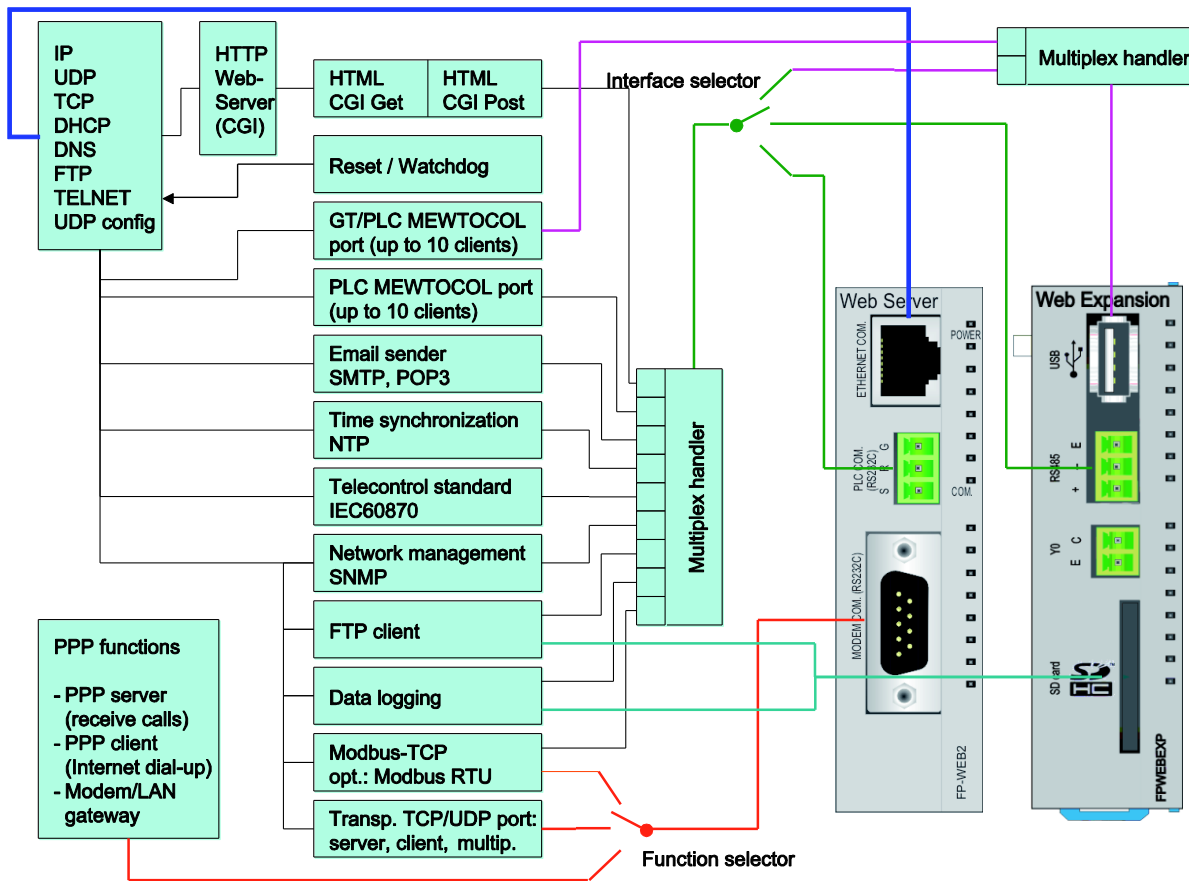 IP
UDP
TCP
DHCP
DNS
FTP
TELNET
UDP config
HTTP
Web-
Server
(CGI)
HTML
CGI Get
HTML
CGI Post
Reset / Watchdog
GT/PLC MEWTOCOL
port (up to 10 clients)
PLC MEWTOCOL port
(up to 10 clients)
Email sender
SMTP, POP3
Time synchronization
NTP
Telecontrol standard
IEC60870
Network management
SNMP
FTP client
Data logging
Modbus-TCP
opt.: Modbus RTU
Transp. TCP/UDP port:
server, client, multip.
PPP functions
- PPP server
(receive calls)
- PPP client
(Internet dial-up)
- Modem/LAN
gateway
Multiplex handler
Interface selector
Function selector
Multiplex handler
Web Server
POWER
ETHERNET COM.
PLC COM.
(RS232C)
S R G
COM.
MODEM COM. (RS232C)
FP-WEB2
Web Expansion
USB
RS485
+ - E
Y0
E C
SD card
SD
HC
FPWEBEXP